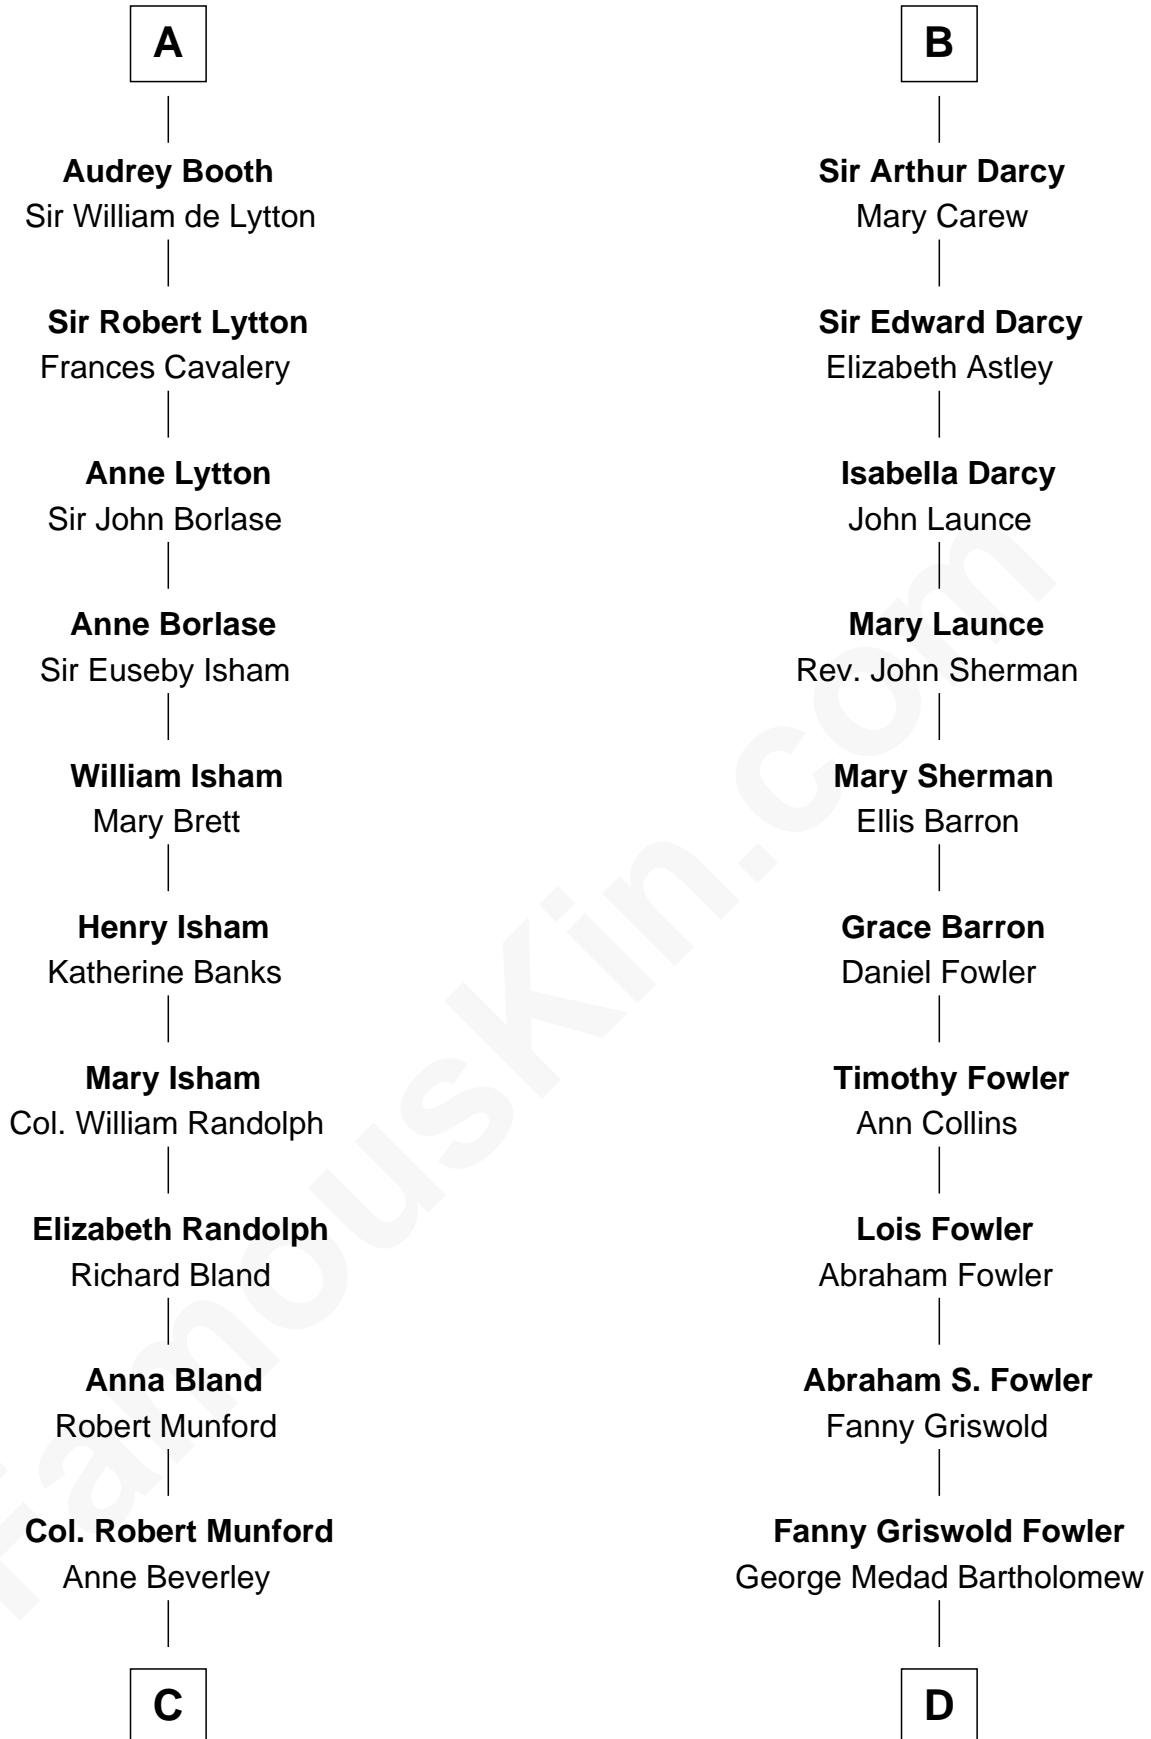 A
Audrey Booth
Sir William de Lytton
Sir Robert Lytton
Frances Cavalery
Anne Lytton
Sir John Borlase
Anne Borlase
Sir Euseby Isham
William Isham
Mary Brett
Henry Isham
Katherine Banks
Mary Isham
Col. William Randolph
Elizabeth Randolph
Richard Bland
Anna Bland
Robert Munford
Col. Robert Munford
Anne Beverley
C
B
Sir Arthur Darcy
Mary Carew
Sir Edward Darcy
Elizabeth Astley
Isabella Darcy
John Launce
Mary Launce
Rev. John Sherman
Mary Sherman
Ellis Barron
Grace Barron
Daniel Fowler
Timothy Fowler
Ann Collins
Lois Fowler
Abraham Fowler
Abraham S. Fowler
Fanny Griswold
Fanny Griswold Fowler
George Medad Bartholomew
D
FamousKin.com